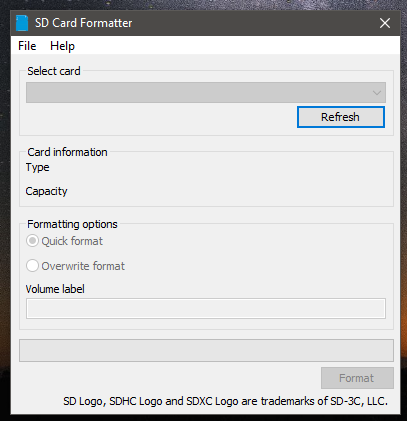 SD Card Formatter
File Help
Select card
Refresh
Card information
Type
Capacity
Formatting options
Quick format
Overwrite format
Volume label
Format
SD Logo, SDHC Logo and SDXC Logo are trademarks of SD-3C, LLC.